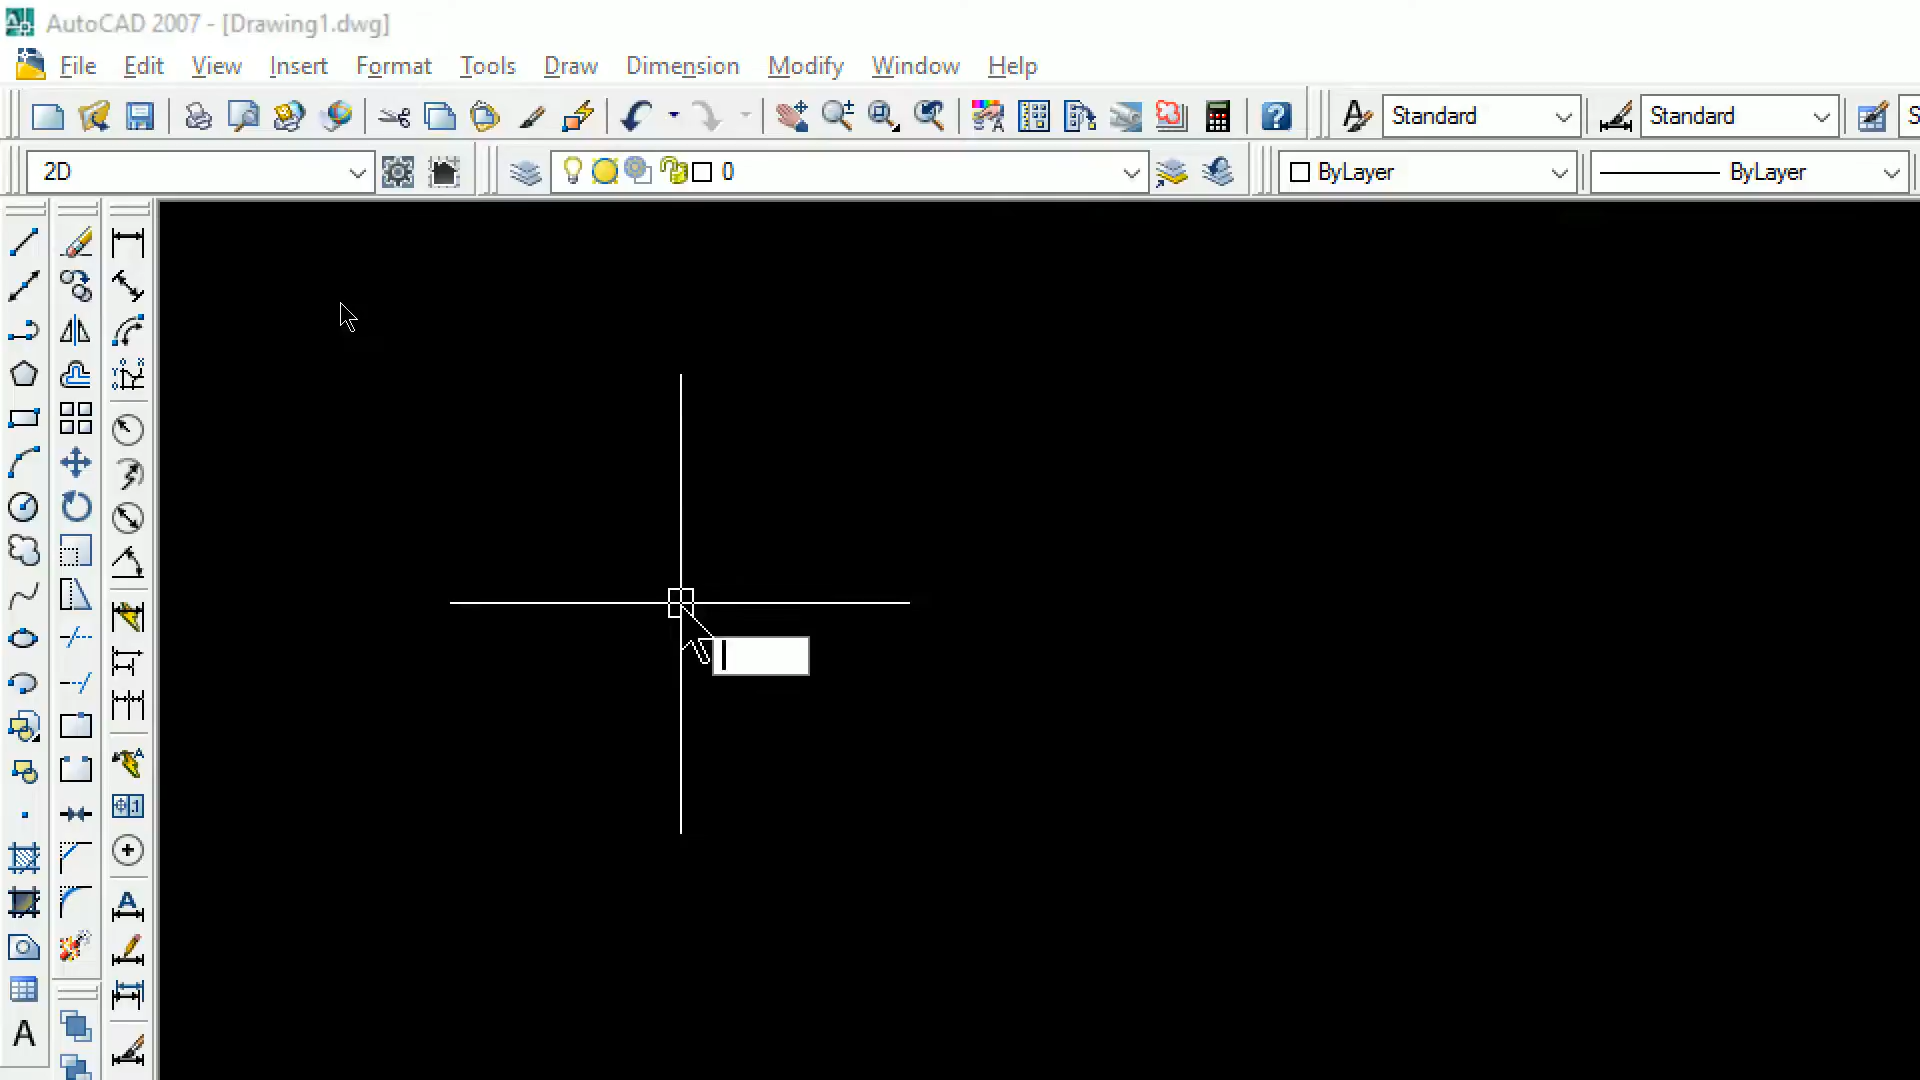 AutoCAD 2007 - [Drawing1.dwg]
File Edit View Insert Format Tools Draw Dimension Modify Window Help
Standard Standard S
2D 0 ByLayer ByLayer
A